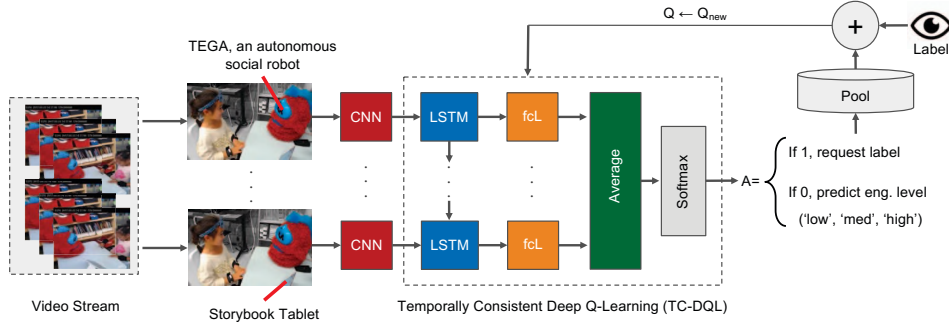 Q ← Qnew
+
Label
TEGA, an autonomous
social robot
Pool
CNN
LSTM
fcL
Average
Softmax
A=
If 1, request label
If 0, predict eng. level
(‘low’, ‘med’, ‘high’)
CNN
LSTM
fcL
Video Stream
Storybook Tablet
Temporally Consistent Deep Q-Learning (TC-DQL)